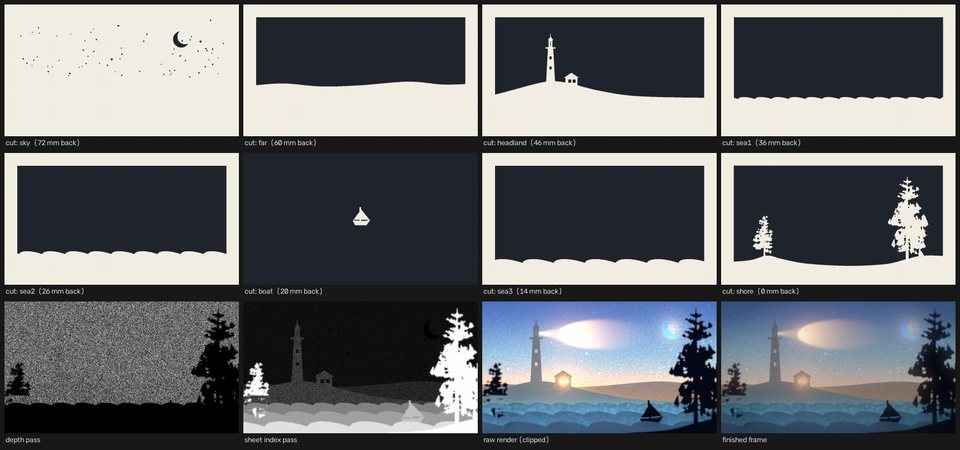 cut: sky (72 mm back)
cut: far (60 mm back)
cut: headland (46 mm back)
cut: sea1 (36 mm back)
cut: sea2 (26 mm back)
cut: boat (20 mm back)
cut: sea3 (14 mm back)
cut: shore (0 mm back)
depth pass
sheet index pass
raw render (clipped)
finished frame